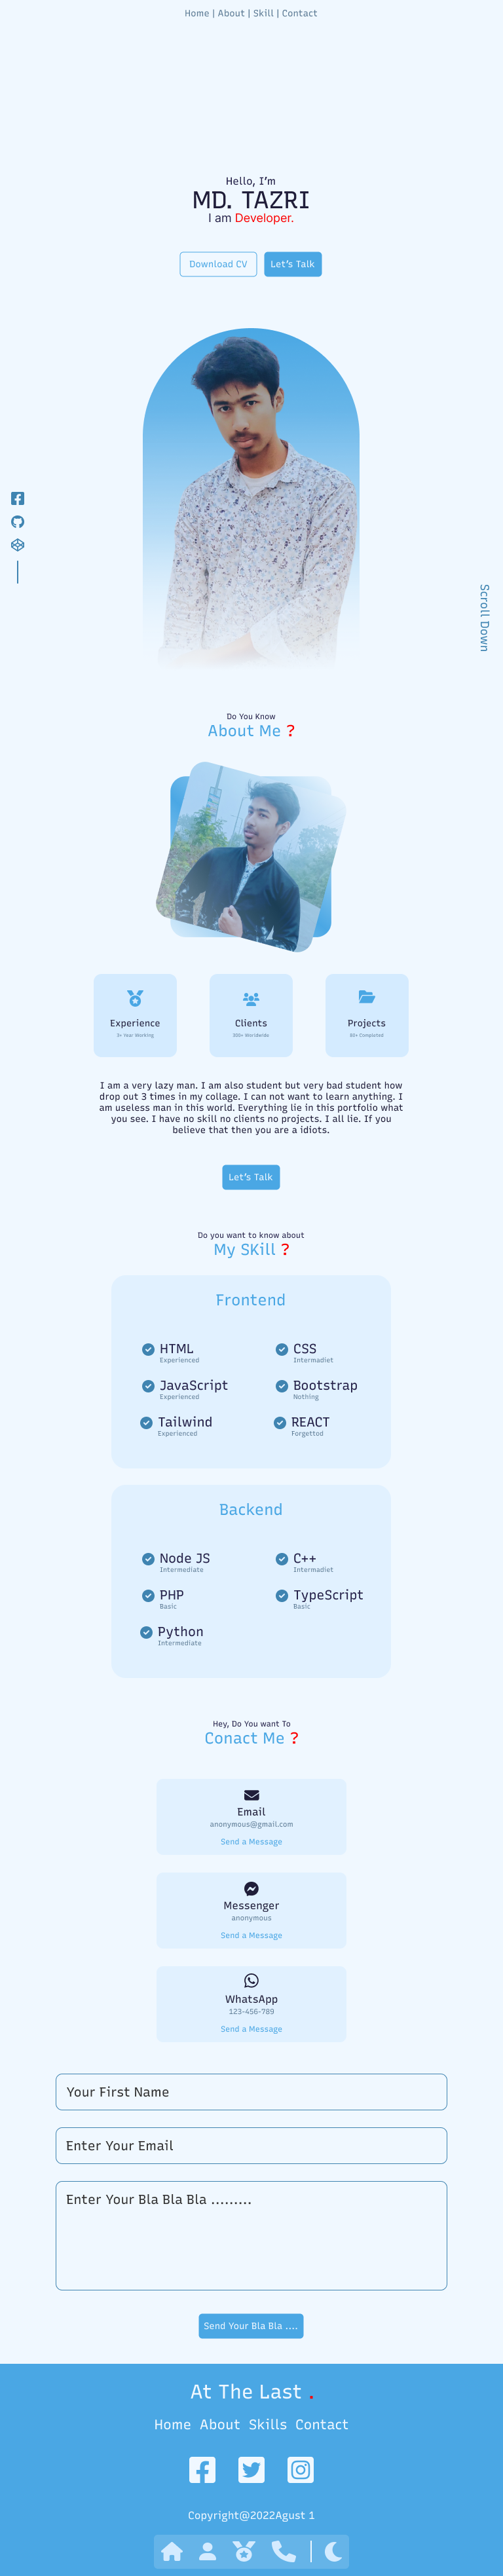 Home | About | Skill | Contact
Hello, I'm
MD. TAZRI
I am Developer.
Download CV
Let's Talk
Scroll Down
Do You Know
About Me ?
Experience
3+ Year Working
Clients
300+ Worldwide
Projects
80+ Compacted
I am a very lazy man. I am also student but very bad student how
drop out 3 times in my collage. I can not want to learn anything. I
am useless man in this world. Everything lie in this portfolio what
you see. I have no skill no clients no projects. I all lie. If you
believe that then you are a idiots.
Let's Talk
Do you want to know about
My SKill ?
Frontend
HTML
Experienced
CSS
Intermadiet
JavaScript
Experienced
Bootstrap
Nothing
Tailwind
Experienced
REACT
Forgettod
Backend
Node JS
Intermediate
C++
Intermadiet
PHP
Basic
TypeScript
Basic
Python
Intermediate
Hey, Do You want To
Conact Me ?
Email
anonymous@gmail.com
Send a Message
Messenger
anonymous
Send a Message
WhatsApp
123-456-789
Send a Message
Your First Name
Enter Your Email
Enter Your Bla Bla Bla .........
Send Your Bla Bla ....
At The Last .
Home About Skills Contact
Copyright@2022Agust 1